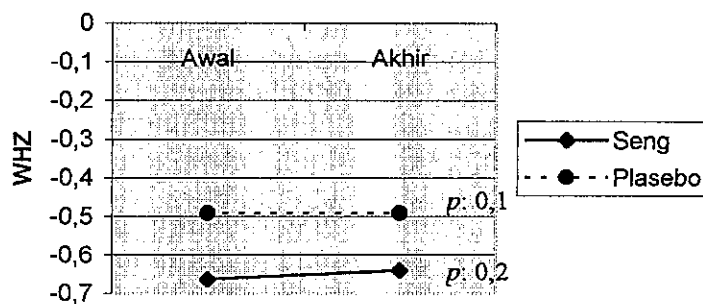 0
-0,1
-0,2
-0,3
-0,4
-0,5
-0,6
-0,7
WHZ
Awal
Akhir
p: 0,1
p: 0,2
Seng
Plasebo